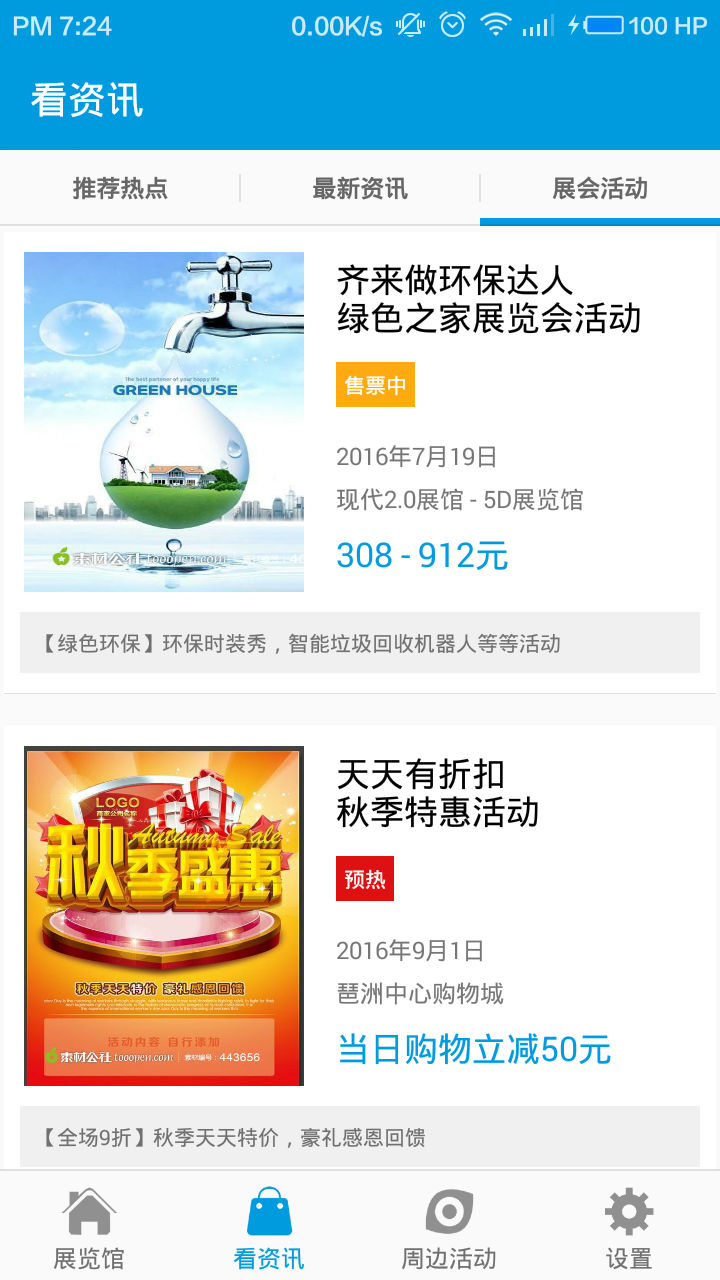 PM 7:24
0.00K/s
100 HP
看资讯
推荐热点
最新资讯
展会活动
The best partener of your happy life
GREEN HOUSE
素材公社 tooopen.com
齐来做环保达人
绿色之家展览会活动
售票中
2016年7月19日
现代2.0展馆 - 5D展览馆
308 - 912元
【绿色环保】环保时装秀，智能垃圾回收机器人等等活动
LOGO
商家公司名称
Autumn Sale
秋季盛惠
秋季天天特价 豪礼感恩回馈
活动内容 自行添加
素材公社 tooopen.com 素材编号：443656
天天有折扣
秋季特惠活动
预热
2016年9月1日
琶洲中心购物城
当日购物立减50元
【全场9折】秋季天天特价，豪礼感恩回馈
展览馆
看资讯
周边活动
设置